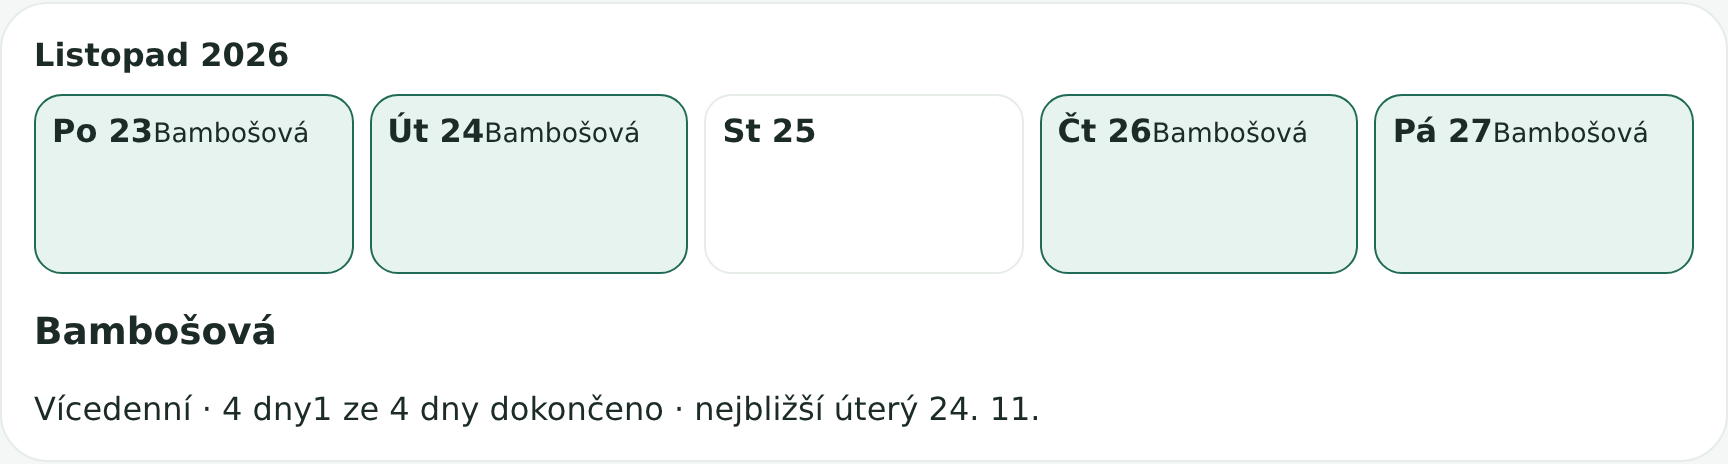 Listopad 2026
Po 23Bambošová
Út 24Bambošová
St 25
Čt 26Bambošová
Pá 27Bambošová
Bambošová
Vícedenní · 4 dny1 ze 4 dny dokončeno · nejbližší úterý 24. 11.